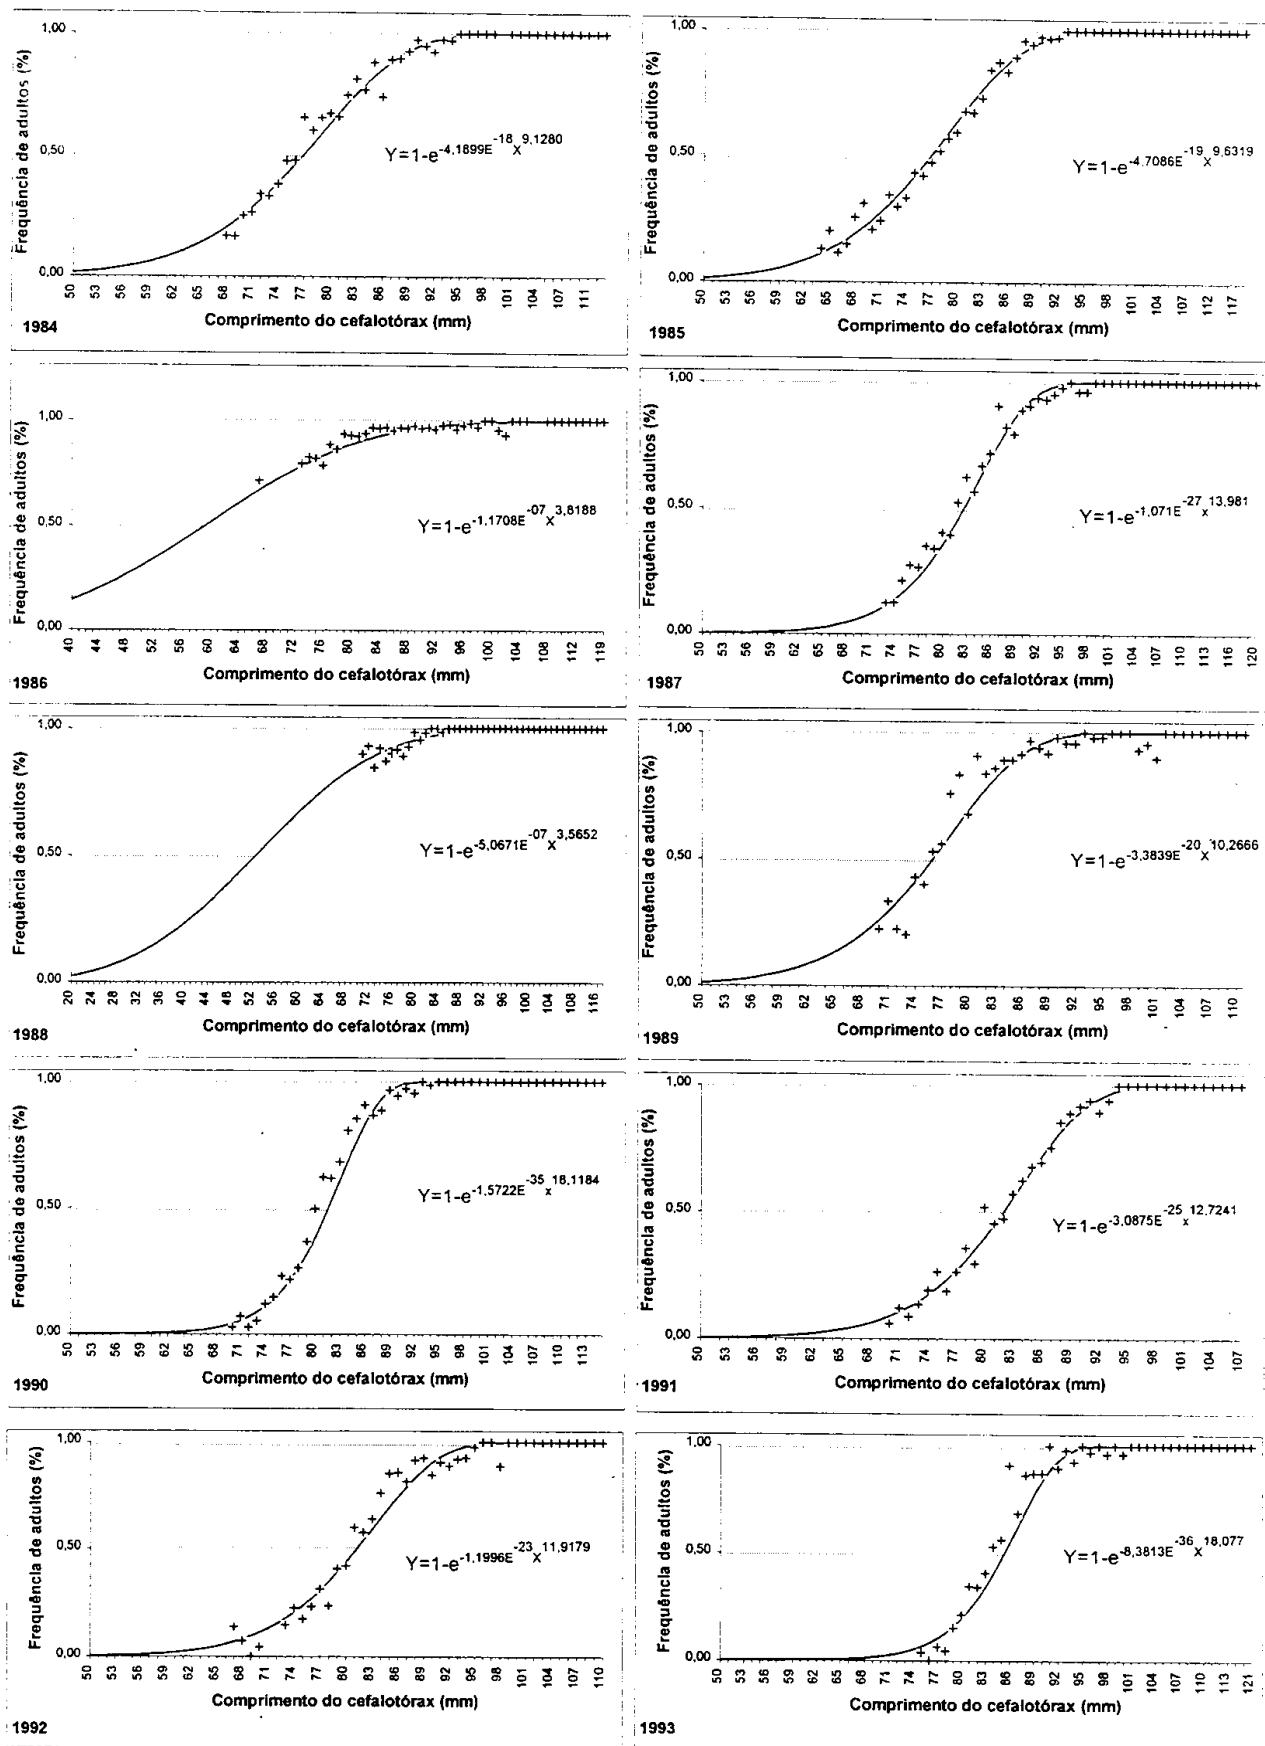 Frequência de adultos (%)
1,00
0,50
0,00
Y=1-e^-4,1899E^-18 x^9,1280
50 53 56 59 62 65 68 71 74 77 80 83 86 89 92 95 98 101 104 107 111
Comprimento do cefalotórax (mm)
1984
Frequência de adultos (%)
1,00
0,50
0,00
Y=1-e^-4,7086E^-19 x^9,6319
50 53 56 59 62 65 68 71 74 77 80 83 86 89 92 95 98 101 104 107 112 117
Comprimento do cefalotórax (mm)
1985
Frequência de adultos (%)
1,00
0,50
0,00
Y=1-e^-1,1708E^-07 x^3,8188
40 44 48 52 56 60 64 68 72 76 80 84 88 92 96 100 104 108 112 119
Comprimento do cefalotórax (mm)
1986
Frequência de adultos (%)
1,00
0,50
0,00
Y=1-e^-1,071E^-27 x^13,981
50 53 56 59 62 65 68 71 74 77 80 83 86 89 92 95 98 101 104 107 110 113 116 120
Comprimento do cefalotórax (mm)
1987
Frequência de adultos (%)
1,00
0,50
0,00
Y=1-e^-5,0671E^-07 x^3,5652
20 24 28 32 36 40 44 48 52 56 60 64 68 72 76 80 84 88 92 96 100 104 108 116
Comprimento do cefalotórax (mm)
1988
Frequência de adultos (%)
1,00
0,50
0,00
Y=1-e^-3,3839E^-20 x^10,2666
50 53 56 59 62 65 68 71 74 77 80 83 86 89 92 95 98 101 104 107 110
Comprimento do cefalotórax (mm)
1989
Frequência de adultos (%)
1,00
0,50
0,00
Y=1-e^-1,5722E^-35 x^18,1184
50 53 56 59 62 65 68 71 74 77 80 83 86 89 92 95 98 101 104 107 110 113
Comprimento do cefalotórax (mm)
1990
Frequência de adultos (%)
1,00
0,50
0,00
Y=1-e^-3,0875E^-25 x^12,7241
50 53 56 59 62 65 68 71 74 77 80 83 86 89 92 95 98 101 104 107
Comprimento do cefalotórax (mm)
1991
Frequência de adultos (%)
1,00
0,50
0,00
Y=1-e^-1,1996E^-23 x^11,9179
50 53 56 59 62 65 68 71 74 77 80 83 86 89 92 95 98 101 104 107 110
Comprimento do cefalotórax (mm)
1992
Frequência de adultos (%)
1,00
0,50
0,00
Y=1-e^-8,3813E^-36 x^18,077
50 53 56 59 62 65 68 71 74 77 80 83 86 89 92 95 98 101 104 107 110 113 121
Comprimento do cefalotórax (mm)
1993